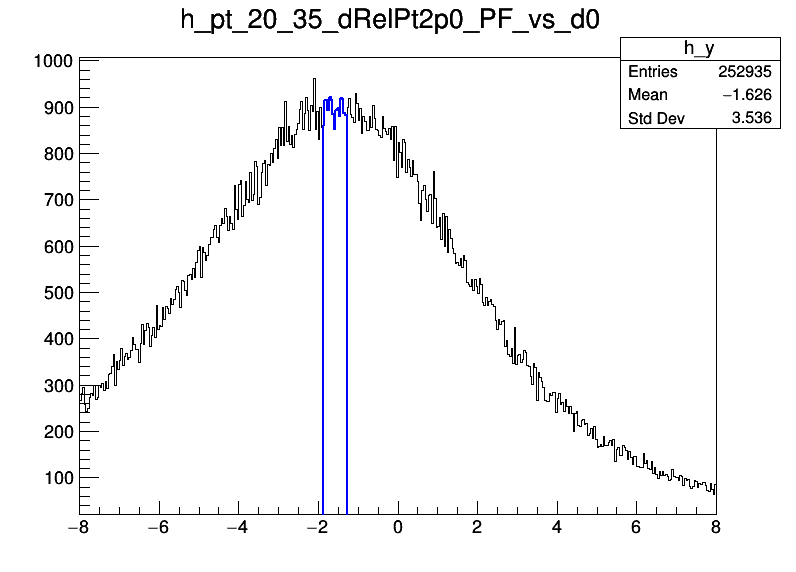 h_pt_20_35_dRelPt2p0_PF_vs_d0
h_y
Entries 252935
Mean −1.626
Std Dev 3.536
1000
900
800
700
600
500
400
300
200
100
−8 −6 −4 −2 0 2 4 6 8